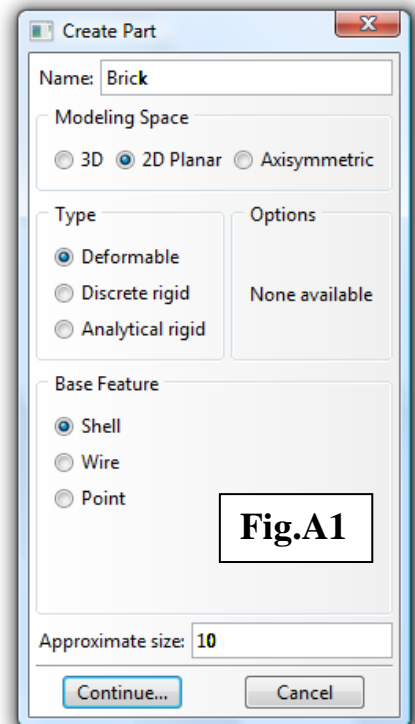 Create Part
Name: Brick
Modeling Space
3D 2D Planar Axisymmetric
Type
Options
Deformable
Discrete rigid
Analytical rigid
None available
Base Feature
Shell
Wire
Point
Fig.A1
Approximate size: 10
Continue... Cancel